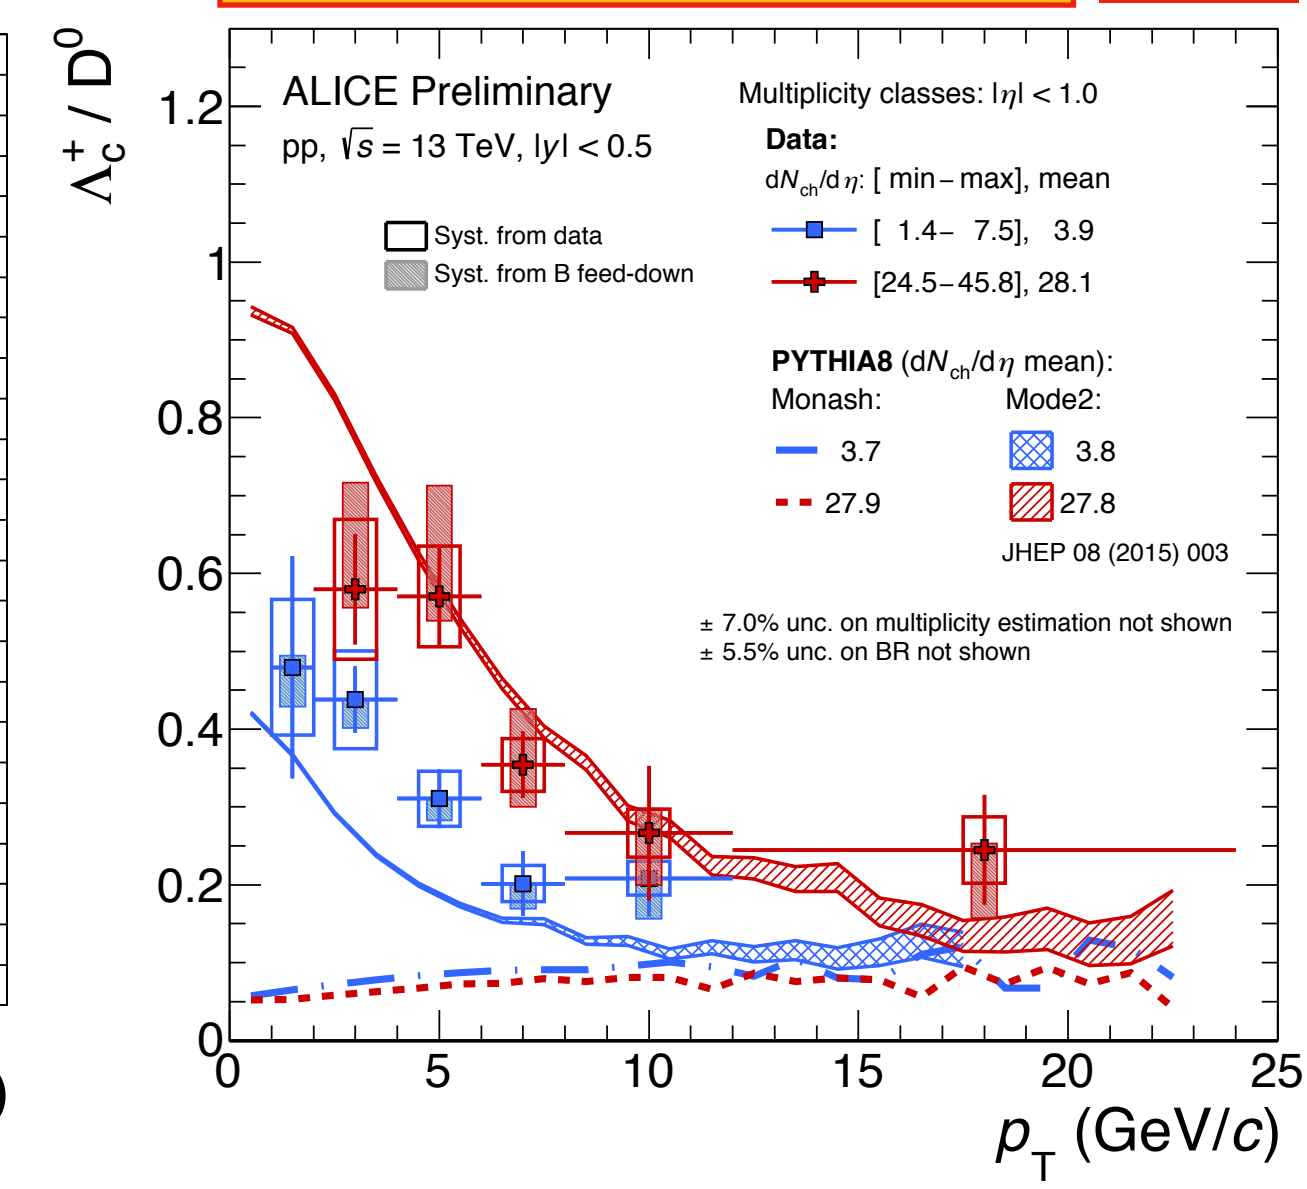 Λc+ / D0
ALICE Preliminary
pp, √s = 13 TeV, |y| < 0.5
Syst. from data
Syst. from B feed-down
Multiplicity classes: |η| < 1.0
Data:
dNch/dη: [ min−max], mean
[ 1.4− 7.5], 3.9
[24.5−45.8], 28.1
PYTHIA8 (dNch/dη mean):
Monash: Mode2:
3.7 3.8
27.9 27.8
JHEP 08 (2015) 003
± 7.0% unc. on multiplicity estimation not shown
± 5.5% unc. on BR not shown
1.2
1
0.8
0.6
0.4
0.2
0
0 5 10 15 20 25
pT (GeV/c)
)